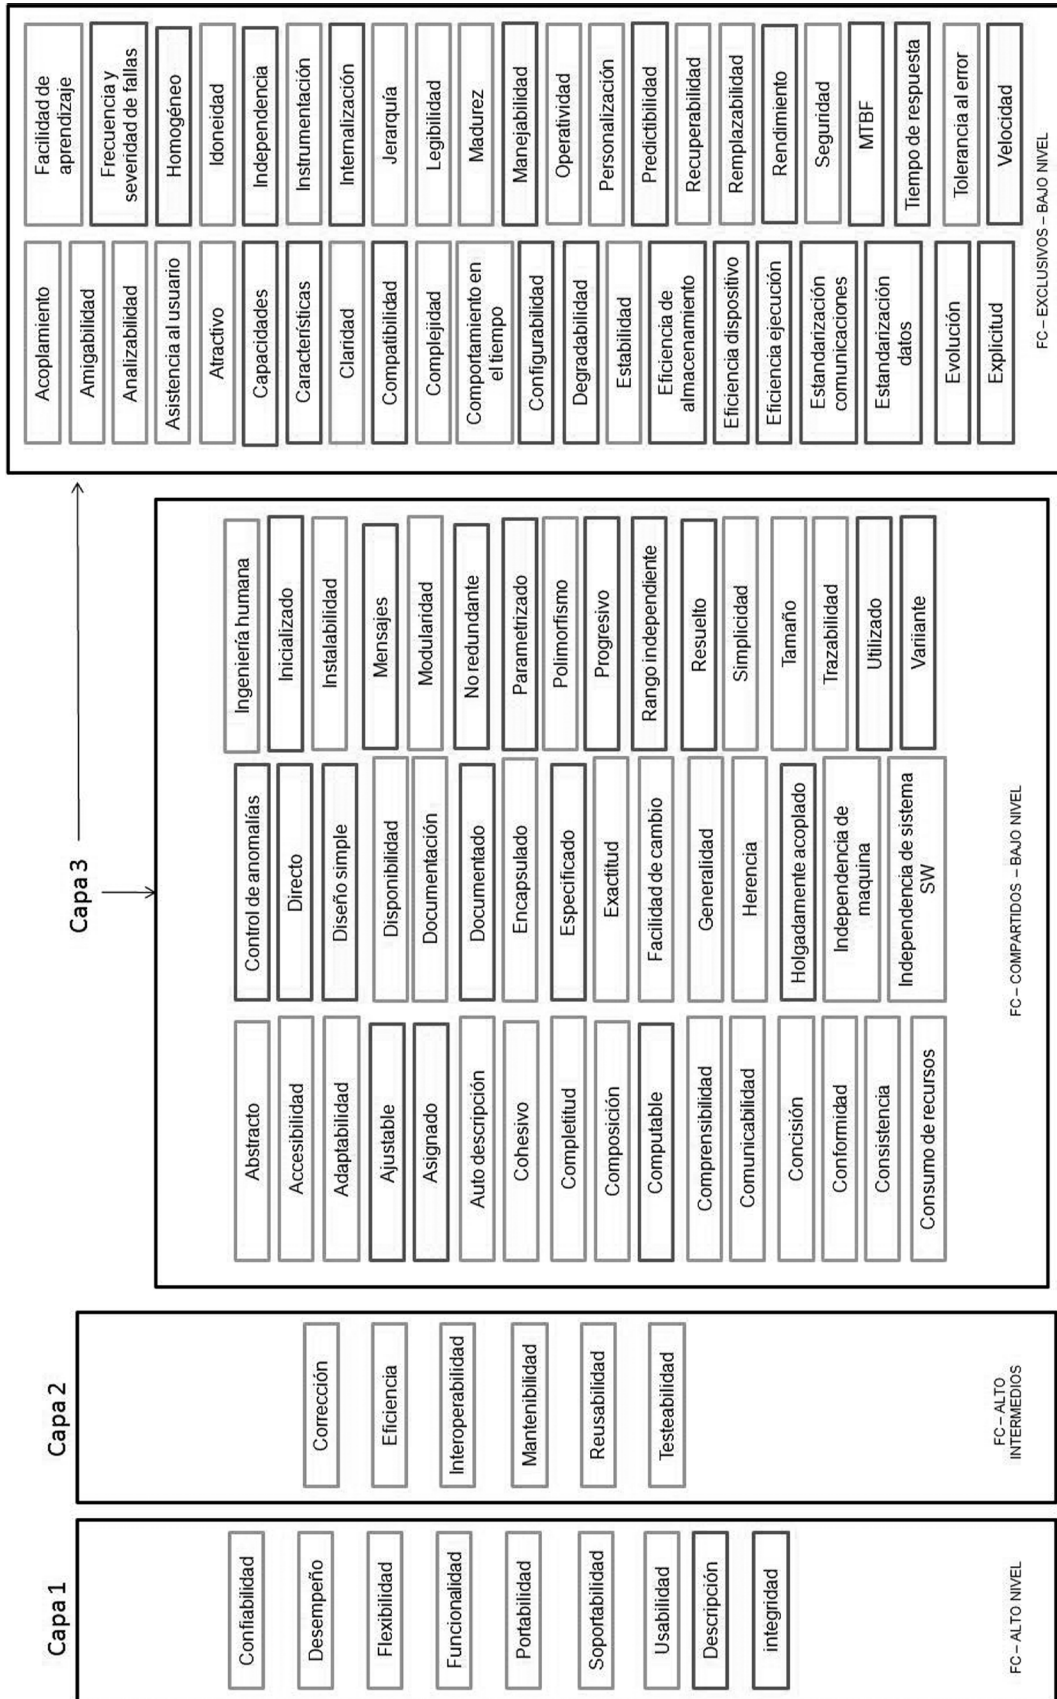 Capa 1
Confiabilidad
Desempeño
Flexibilidad
Funcionalidad
Portabilidad
Soportabilidad
Usabilidad
Descripción
integridad
FC – ALTO NIVEL
Capa 2
Corrección
Eficiencia
Interoperabilidad
Mantenibilidad
Reusabilidad
Testeabilidad
FC – ALTO
INTERMEDIOS
Capa 3
Abstracto
Accesibilidad
Adaptabilidad
Ajustable
Asignado
Auto descripción
Cohesivo
Completitud
Composición
Computable
Comprensibilidad
Comunicabilidad
Concisión
Conformidad
Consistencia
Consumo de recursos
Control de anomalías
Directo
Diseño simple
Disponibilidad
Documentación
Documentado
Encapsulado
Especificado
Exactitud
Facilidad de cambio
Generalidad
Herencia
Holgadamente acoplado
Independencia de
maquina
Independencia de sistema
SW
Ingeniería humana
Inicializado
Instalabilidad
Mensajes
Modularidad
No redundante
Parametrizado
Polimorfismo
Progresivo
Rango independiente
Resuelto
Simplicidad
Tamaño
Trazabilidad
Utilizado
Variiante
FC – COMPARTIDOS – BAJO NIVEL
Acoplamiento
Amigabilidad
Analizabilidad
Asistencia al usuario
Atractivo
Capacidades
Características
Claridad
Compatibilidad
Complejidad
Comportamiento en
el tiempo
Configurabilidad
Degradabilidad
Estabilidad
Eficiencia de
almacenamiento
Eficiencia dispositivo
Eficiencia ejecución
Estandarización
comunicaciones
Estandarización
datos
Evolución
Explicitud
Facilidad de
aprendizaje
Frecuencia y
severidad de fallas
Homogéneo
Idoneidad
Independencia
Instrumentación
Internalización
Jerarquía
Legibilidad
Madurez
Manejabilidad
Operatividad
Personalización
Predictibilidad
Recuperabilidad
Remplazabilidad
Rendimiento
Seguridad
MTBF
Tiempo de respuesta
Tolerancia al error
Velocidad
FC – EXCLUSIVOS – BAJO NIVEL